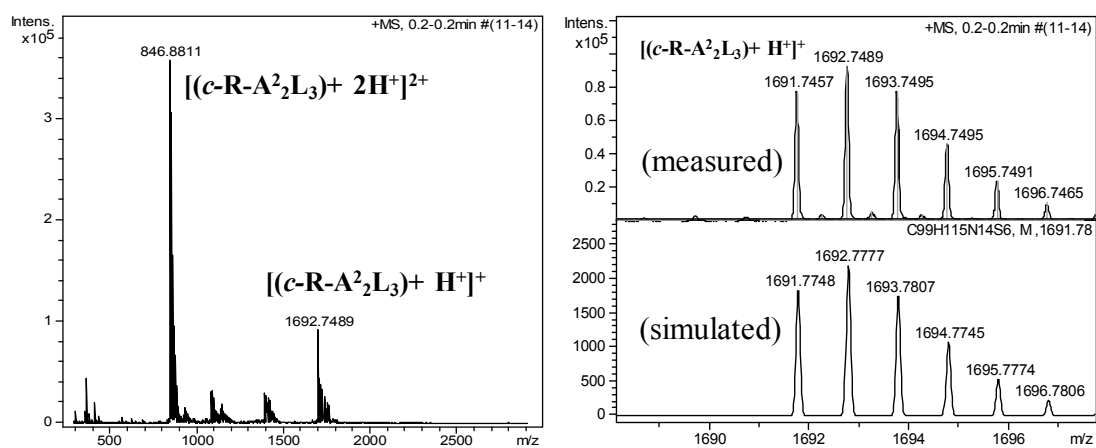 Intens.
x10⁵
+MS, 0.2-0.2min #(11-14)
846.8811
[(c-R-A²₂L₃)+ 2H⁺]²⁺
3
2
[(c-R-A²₂L₃)+ H⁺]⁺
1
1692.7489
0
500
1000
1500
2000
2500
m/z
Intens.
x10⁵
+MS, 0.2-0.2min #(11-14)
[(c-R-A²₂L₃)+ H⁺]⁺
1692.7489
1691.7457
1693.7495
0.8
0.6
1694.7495
0.4
(measured)
1695.7491
0.2
1696.7465
C99H115N14S6, M ,1691.78
2500
1692.7777
2000
1691.7748
1693.7807
1500
(simulated)
1694.7745
1000
1695.7774
500
1696.7806
0
1690
1692
1694
1696
m/z